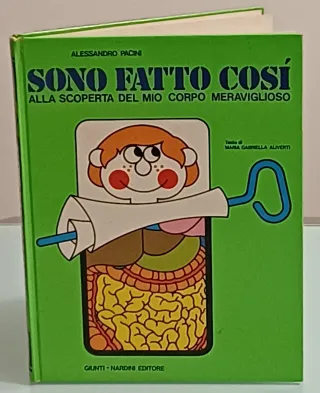 ALESSANDRO PACINI
SONO FATTO COSÍ
ALLA SCOPERTA DEL MIO CORPO MERAVIGLIOSO
Testo di
MARIA GABRIELLA ALIVERTI
GIUNTI - NARDINI EDITORE